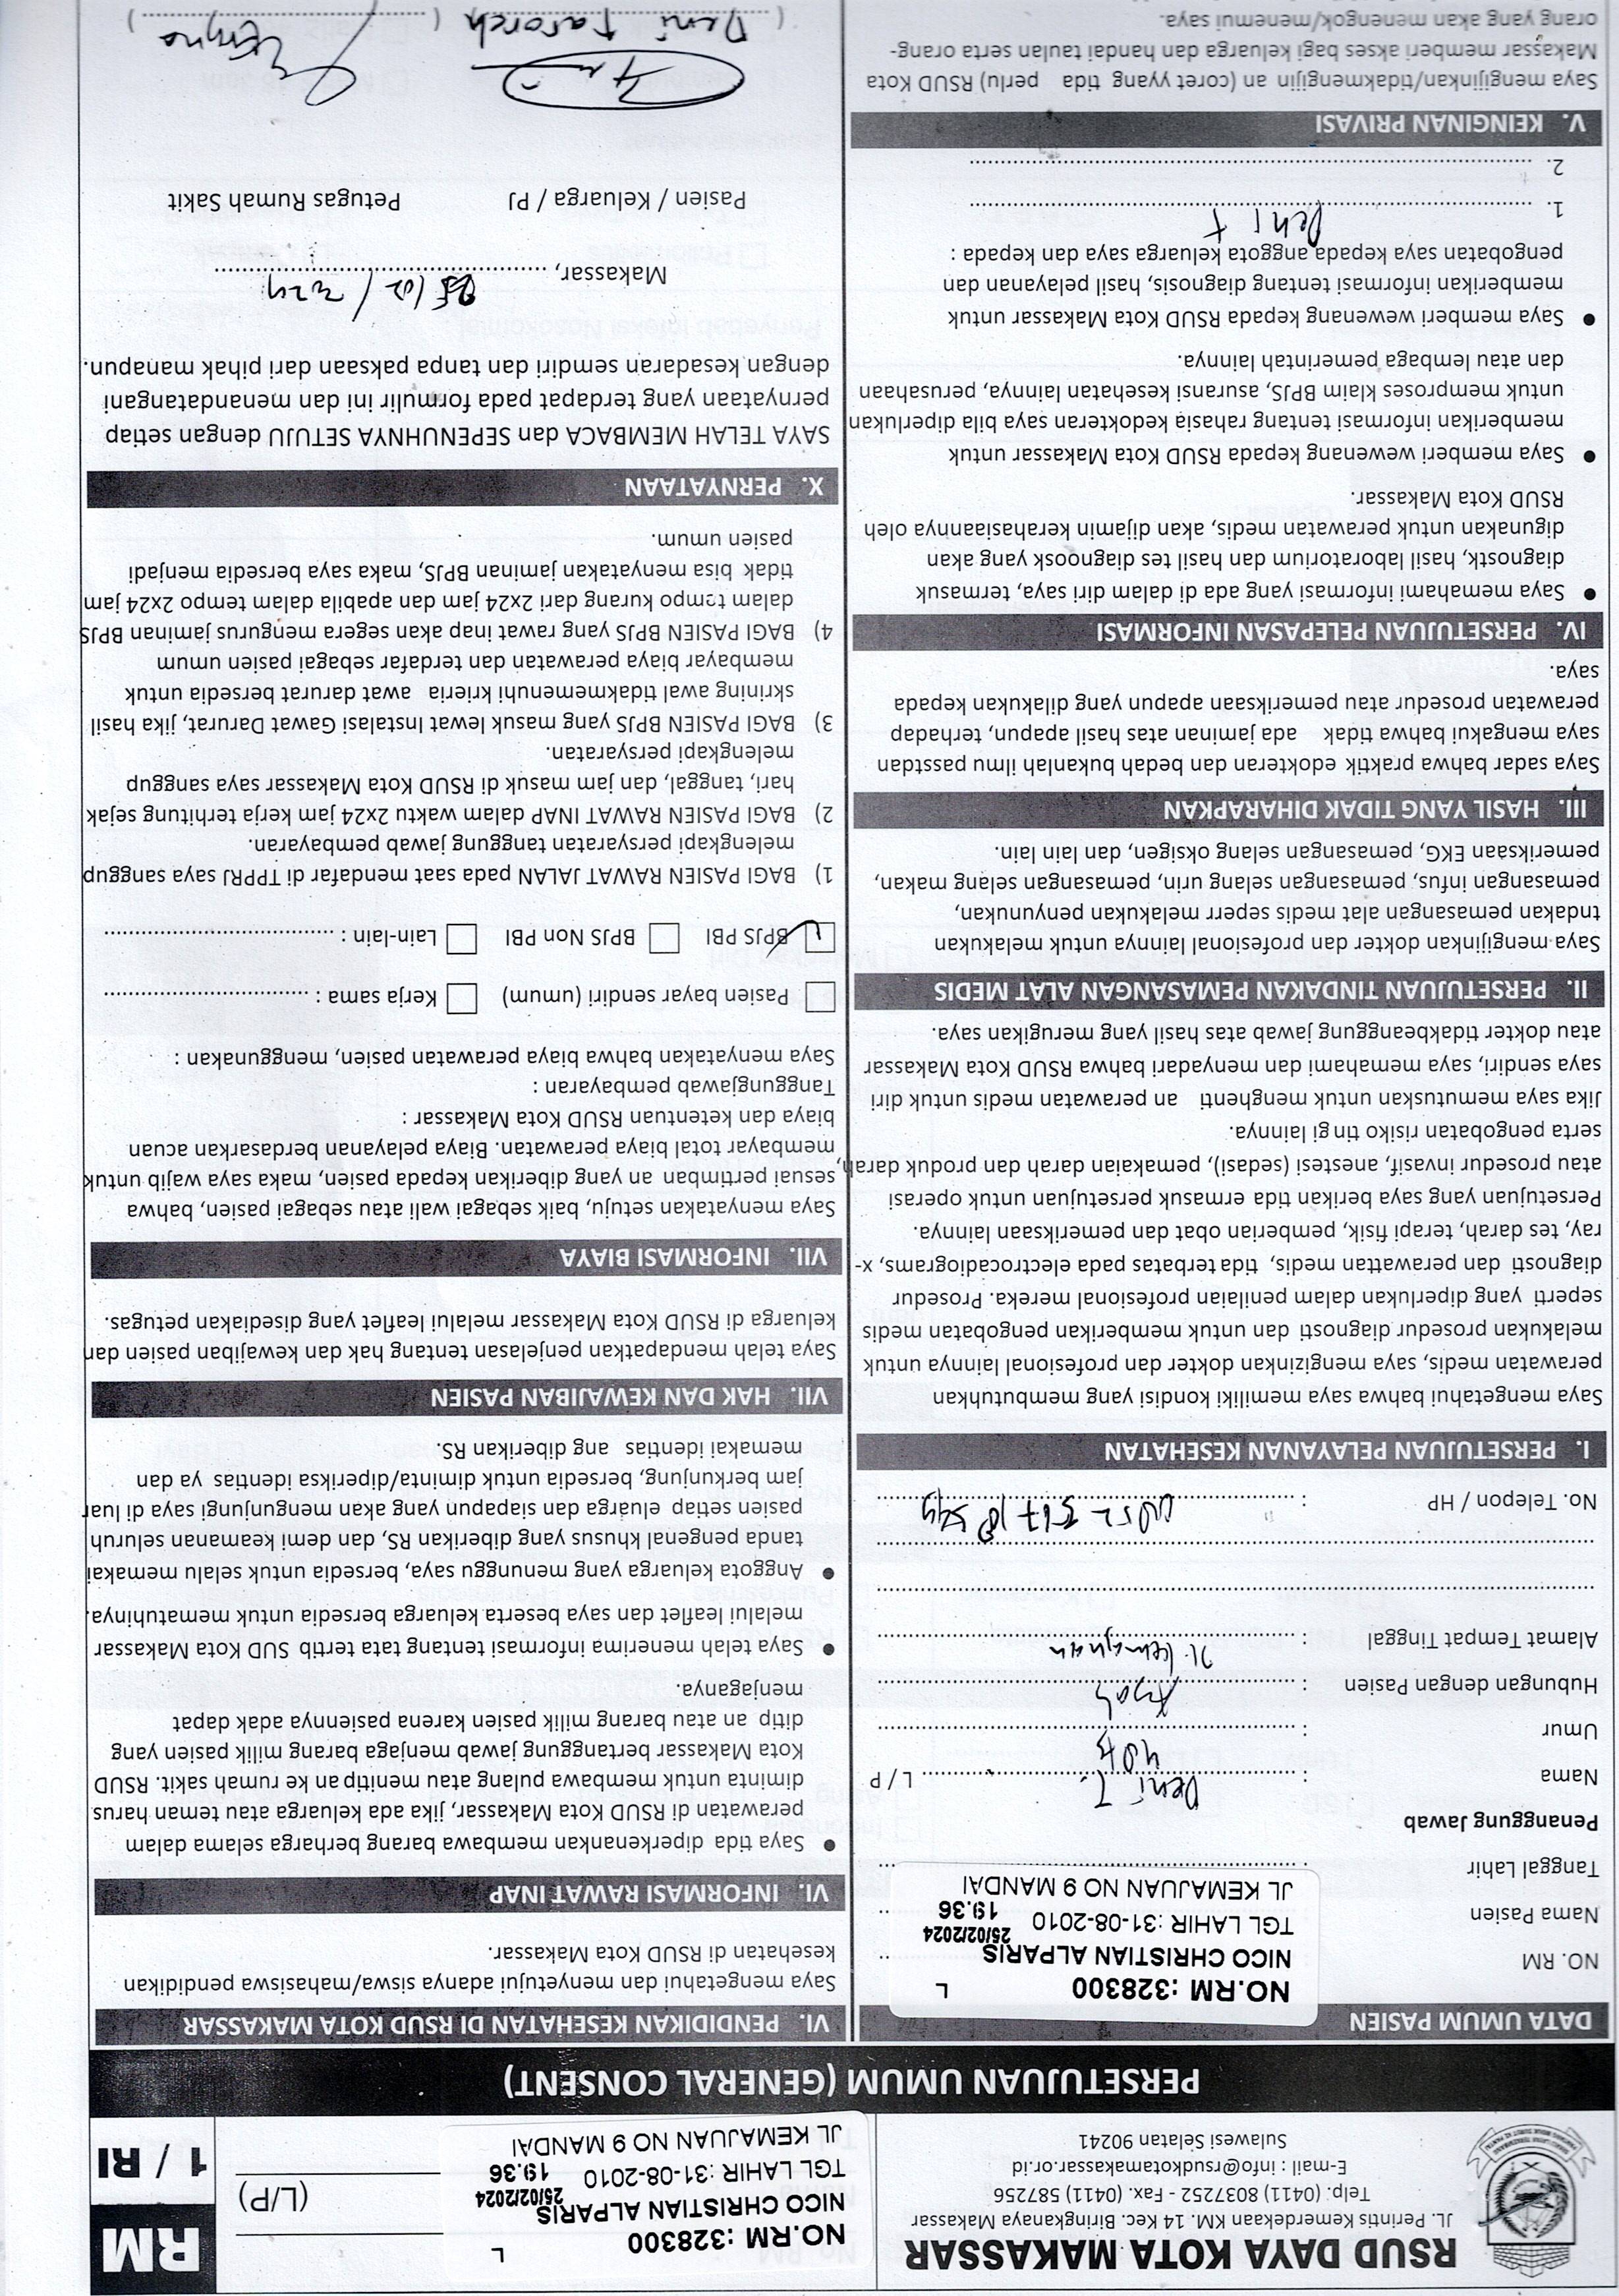 RSUD DAYA KOTA MAKASSAR
JL. Perintis Kemerdekaan KM. 14 Kec. Biringkanaya Makassar
Telp. (0411) 8037252 - Fax. (0411) 587256
E-mail : info@rsudkotamakassar.or.id
Sulawesi Selatan 90241
NO.RM :328300 L
NICO CHRISTIAN ALPARIS
25/02/2024
TGL LAHIR :31-08-2010 19.36
JL KEMAJUAN NO 9 MANDAI
(L/P)
RM
1 / RI
PERSETUJUAN UMUM (GENERAL CONSENT)
DATA UMUM PASIEN
NO.RM :328300 L
NICO CHRISTIAN ALPARIS
25/02/2024
TGL LAHIR :31-08-2010 19.36
JL KEMAJUAN NO 9 MANDAI
NO. RM
Nama Pasien
Tanggal Lahir :
Penanggung Jawab
Nama : Deni T. L / P
Umur :
Hubungan dengan Pasien : Ayah
Alamat Tempat Tinggal : Jl. kemajuan
No. Telepon / HP :
I. PERSETUJUAN PELAYANAN KESEHATAN
Saya mengetahui bahwa saya memiliki kondisi yang membutuhkan
perawatan medis, saya mengizinkan dokter dan profesional lainnya untuk
melakukan prosedur diagnosti dan untuk memberikan pengobatan medis
seperti yang diperlukan dalam penilaian profesional mereka. Prosedur
diagnosti dan perawattan medis, tida terbatas pada electrocadiograms, x-
ray, tes darah, terapi fisik, pemberian obat dan pemeriksaan lainnya.
Persetujuan yang saya berikan tida ermasuk persetujuan untuk operasi
atau prosedur invasif, anestesi (sedasi), pemakaian darah dan produk darah,
serta pengobatan risiko tin gi lainnya.
Jika saya memutuskan untuk menghenti an perawatan medis untuk diri
saya sendiri, saya memahami dan menyadari bahwa RSUD Kota Makassar
atau dokter tidakbeanggung jawab atas hasil yang merugikan saya.
II. PERSETUJUAN TINDAKAN PEMASANGAN ALAT MEDIS
Saya mengijinkan dokter dan profesional lainnya untuk melakukan
tndakan pemasangan alat medis seperr melakukan penyunukan,
pemasangan infus, pemasangan selang urin, pemasangan selang makan,
pemeriksaan EKG, pemasangan selang oksigen, dan lain lain.
III. HASIL YANG TIDAK DIHARAPKAN
Saya sadar bahwa praktik edokteran dan bedah bukanlah ilmu passtdan
saya mengakui bahwa tidak ada jaminan atas hasil apapun, terhadap
perawatan prosedur atau pemeriksaan apapun yang dilakukan kepada
saya.
IV. PERSETUJUAN PELEPASAN INFORMASI
● Saya memahami informasi yang ada di dalam diri saya, termasuk
diagnostk, hasil laboratorium dan hasil tes diagnoosk yang akan
digunakan untuk perawatan medis, akan dijamin kerahasiaannya oleh
RSUD Kota Makassar.
● Saya memberi wewenang kepada RSUD Kota Makassar untuk
memberikan informasi tentang rahasia kedokteran saya bila diperlukan
untuk memproses klaim BPJS, asuransi kesehatan lainnya, perusahaan
dan atau lembaga pemerintah lainnya.
● Saya memberi wewenang kepada RSUD Kota Makassar untuk
memberikan informasi tentang diagnosis, hasil pelayanan dan
pengobatan saya kepada anggota keluarga saya dan kepada :
1. Deni t
2.
V. KEINGINAN PRIVASI
Saya mengijinkan/tidakmengijin an (coret yyang tida perlu) RSUD Kota
Makassar memberi akses bagi keluarga dan handai taulan serta orang-
orang yang akan menengok/menemui saya.
VI. PENDIDIKAN KESEHATAN DI RSUD KOTA MAKASSAR
Saya mengetahui dan menyetujui adanya siswa/mahasiswa pendidikan
kesehatan di RSUD Kota Makassar.
VI. INFORMASI RAWAT INAP
● Saya tida diperkenankan membawa barang berharga selama dalam
perawatan di RSUD Kota Makassar, jika ada keluarga atau teman harus
diminta untuk membawa pulang atau menitip an ke rumah sakit. RSUD
Kota Makassar bertanggung jawab menjaga barang milik pasien yang
ditip an atau barang milik pasien karena pasiennya adak dapat
menjaganya.
● Saya telah menerima informasi tentang tata tertib SUD Kota Makassar
melalui leaflet dan saya beserta keluarga bersedia untuk mematuhinya.
● Anggota keluarga yang menunggu saya, bersedia untuk selalu memakai
tanda pengenal khusus yang diberikan RS, dan demi keamanan seluruh
pasien setiap eluarga dan siapapun yang akan mengunjungi saya di luar
jam berkunjung, bersedia untuk diminta/diperiksa identias ya dan
memakai identias ang diberikan RS.
VII. HAK DAN KEWAJIBAN PASIEN
Saya telah mendapatkan penjelasan tentang hak dan kewajiban pasien dan
keluarga di RSUD Kota Makassar melalui leaflet yang disediakan petugas.
VII. INFORMASI BIAYA
Saya menyatakan setuju, baik sebagai wali atau sebagai pasien, bahwa
sesuai pertimban an yang diberikan kepada pasien, maka saya wajib untuk
membayar total biaya perawatan. Biaya pelayanan berdasarkan acuan
biaya dan ketentuan RSUD Kota Makassar :
Tanggungjawab pembayaran :
Saya menyatakan bahwa biaya perawatan pasien, menggunakan :
Pasien bayar sendiri (umum) Kerja sama :
BPJS PBI BPJS Non PBI Lain-lain :
1) BAGI PASIEN RAWAT JALAN pada saat mendafar di TPPRJ saya sanggup
melengkapi persyaratan tanggung jawab pembayaran.
2) BAGI PASIEN RAWAT INAP dalam waktu 2x24 jam kerja terhitung sejak
hari, tanggal, dan jam masuk di RSUD Kota Makassar saya sanggup
melengkapi persyaratan.
3) BAGI PASIEN BPJS yang masuk lewat Instalasi Gawat Darurat, jika hasil
skrining awal tidakmemenuhi krieria awat darurat bersedia untuk
membayar biaya perawatan dan terdafar sebagai pasien umum
4) BAGI PASIEN BPJS yang rawat inap akan segera mengurus jaminan BPJS
dalam tempo kurang dari 2x24 jam dan apabila dalam tempo 2x24 jam
tidak bisa menyatakan jaminan BPJS, maka saya bersedia menjadi
pasien umum.
X. PERNYATAAN
SAYA TELAH MEMBACA dan SEPENUHNYA SETUJU dengan setiap
pernyataan yang terdapat pada formulir ini dan menandatangani
dengan kesadaran semdiri dan tanpa paksaan dari pihak manapun.
Makassar, 25/02/2024
Pasien / Keluarga / PJ Petugas Rumah Sakit
( Deni ( )